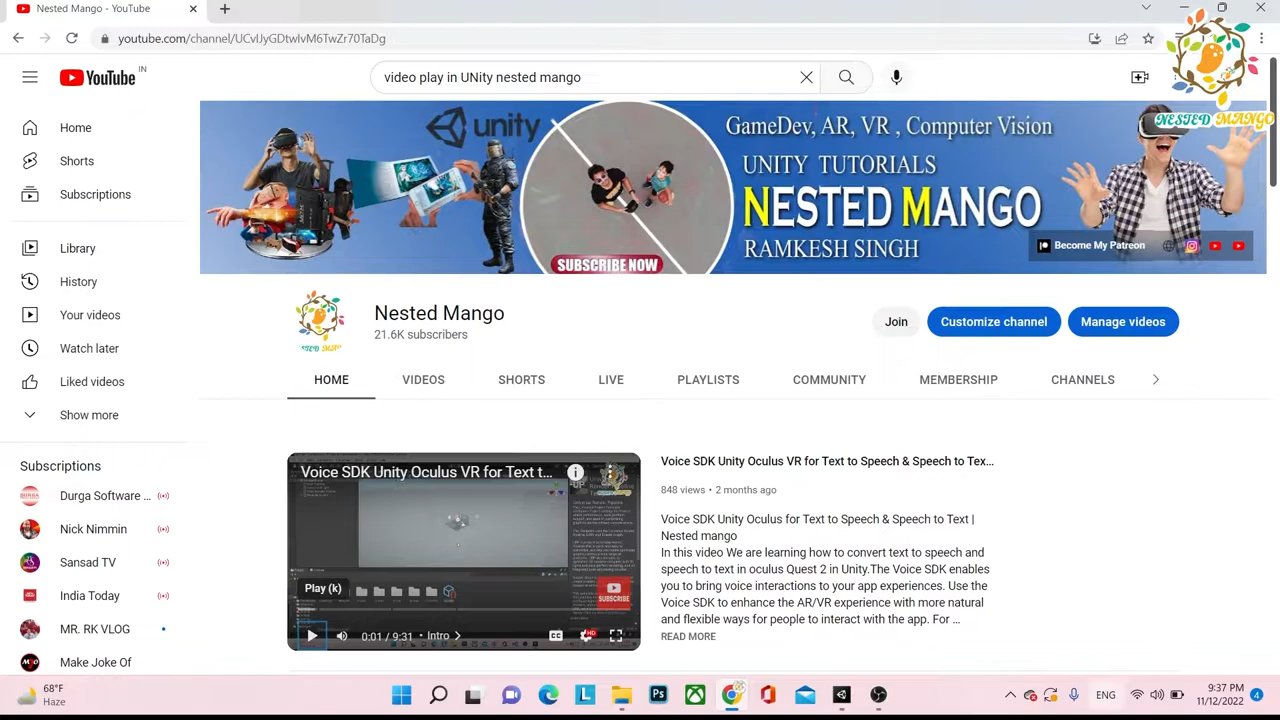 Nested Mango - YouTube
youtube.com/channel/UCvIJyGDtwIvM6TwZr70TaDg
YouTube IN
video play in UNity nested mango
NESTED MANGO
Home
Shorts
Subscriptions
Library
History
Your videos
Watch later
Liked videos
Show more
Subscriptions
Durga Software ...
Nick Nimmin
Sansad TV
India Today
MR. RK VLOGS
Make Joke Of
unity
GameDev, AR, VR , Computer Vision
UNITY TUTORIALS
NESTED MANGO
RAMKESH SINGH
SUBSCRIBE NOW
Become My Patreon
Nested Mango
21.6K subscribers
Join
Customize channel
Manage videos
HOME
VIDEOS
SHORTS
LIVE
PLAYLISTS
COMMUNITY
MEMBERSHIP
CHANNELS
Voice SDK Unity Oculus VR for Text t...
Play (k)
SUBSCRIBE
0:01 / 9:31 Intro
CC
HD
Voice SDK Unity Oculus VR for Text to Speech & Speech to Tex...
848 views • 2 months ago
Voice SDK Unity Oculus VR for Text to Speech & Speech to Text |
Nested mango
In this video We are learning how to convert text to speech and
speech to text in oculus quest 2 in Unity.The Voice SDK enables
you to bring voice interactions to your app experiences. Use the
Voice SDK to enhance the AR/VR experience with more natural
and flexible ways for people to interact with the app. For ...
READ MORE
68°F
Haze
ENG
9:37 PM
11/12/2022
4